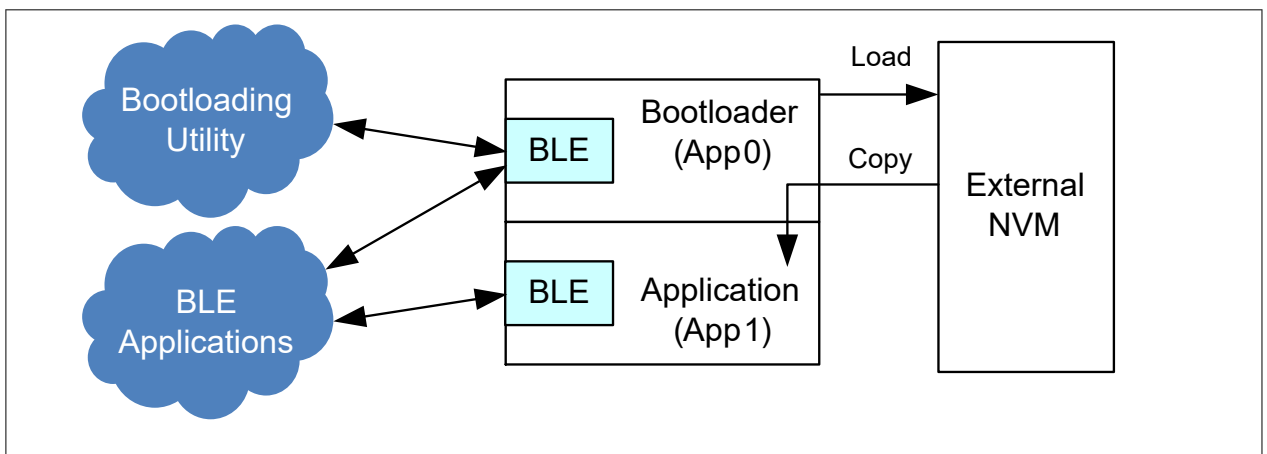 Bootloading
Utility
BLE
Applications
BLE
Bootloader
(App0)
BLE
Application
(App1)
Load
Copy
External
NVM